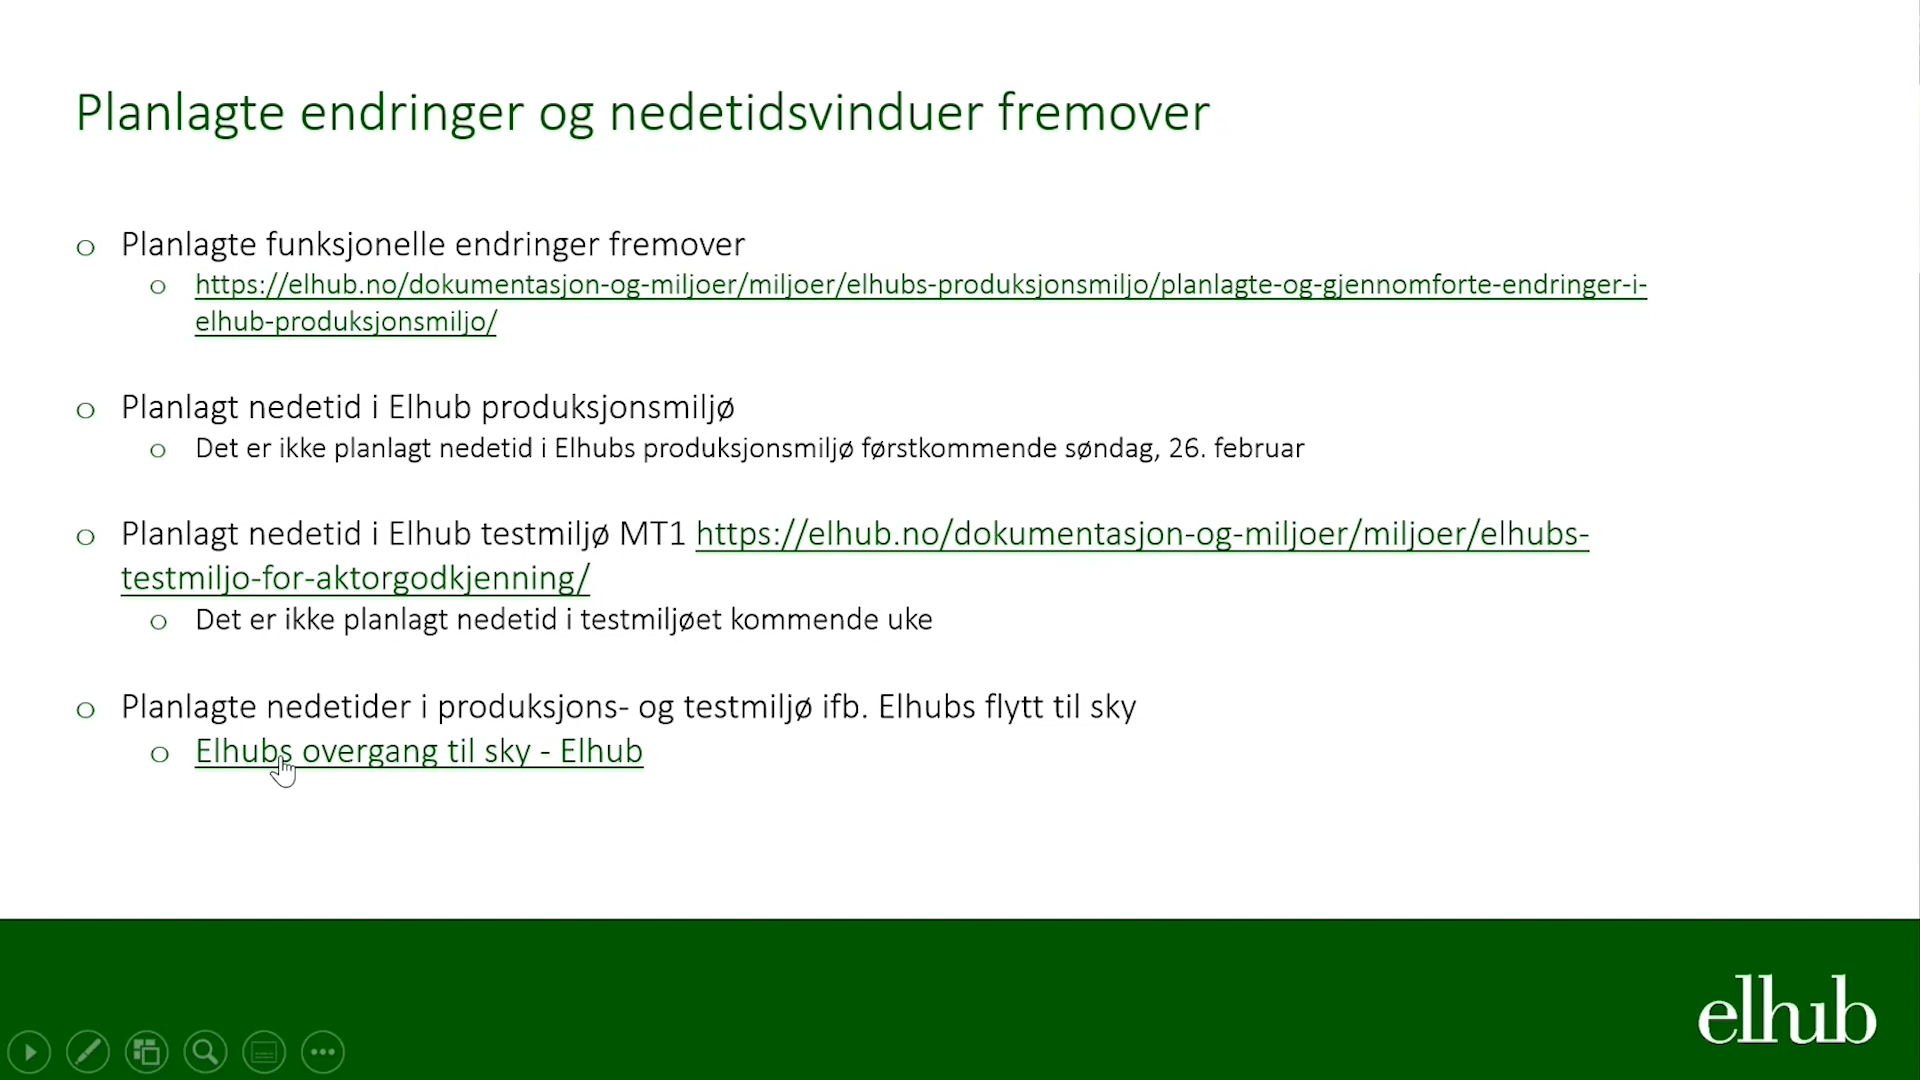 Planlagte endringer og nedetidsvinduer fremover
o Planlagte funksjonelle endringer fremover
o https://elhub.no/dokumentasjon-og-miljoer/miljoer/elhubs-produksjonsmiljo/planlagte-og-gjennomforte-endringer-i-
elhub-produksjonsmiljo/
o Planlagt nedetid i Elhub produksjonsmiljø
o Det er ikke planlagt nedetid i Elhubs produksjonsmiljø førstkommende søndag, 26. februar
o Planlagt nedetid i Elhub testmiljø MT1 https://elhub.no/dokumentasjon-og-miljoer/miljoer/elhubs-
testmiljo-for-aktorgodkjenning/
o Det er ikke planlagt nedetid i testmiljøet kommende uke
o Planlagte nedetider i produksjons- og testmiljø ifb. Elhubs flytt til sky
o Elhubs overgang til sky - Elhub
elhub